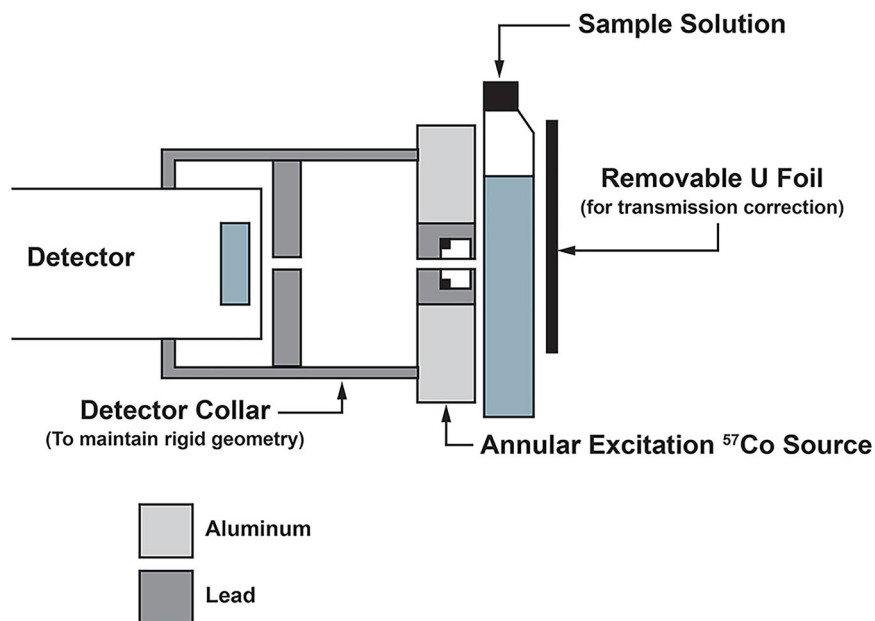 Sample Solution
Removable U Foil
(for transmission correction)
Detector
Detector Collar
(To maintain rigid geometry)
Annular Excitation ⁵⁷Co Source
Aluminum
Lead